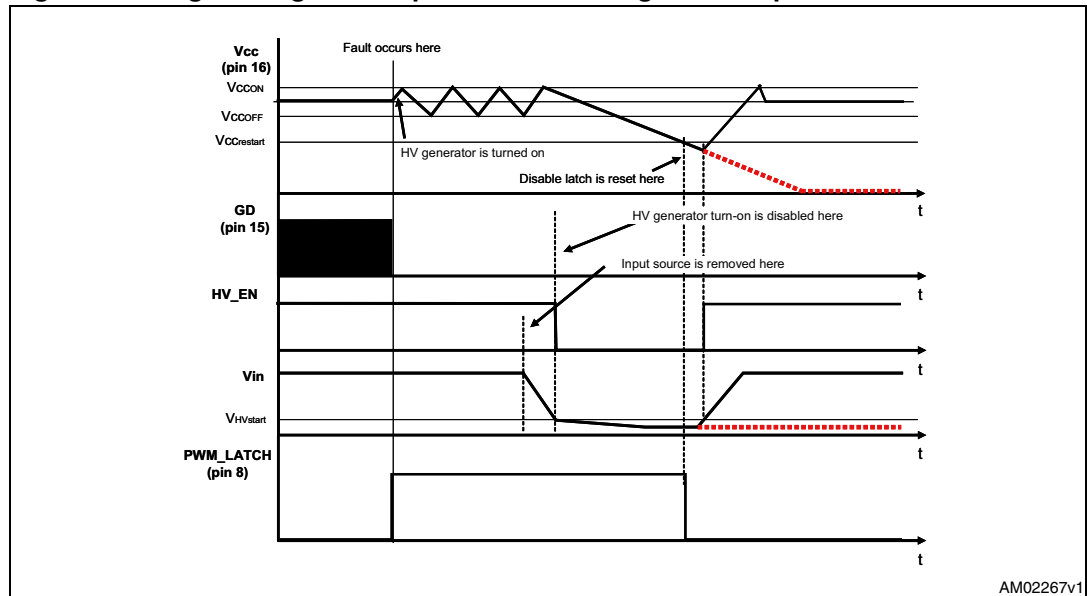 Vcc
(pin 16)
Fault occurs here
VCCON
VCCOFF
VCCrestart
HV generator is turned on
Disable latch is reset here
t
GD
(pin 15)
HV generator turn-on is disabled here
Input source is removed here
t
HV_EN
t
Vin
VHVstart
t
PWM_LATCH
(pin 8)
t
AM02267v1